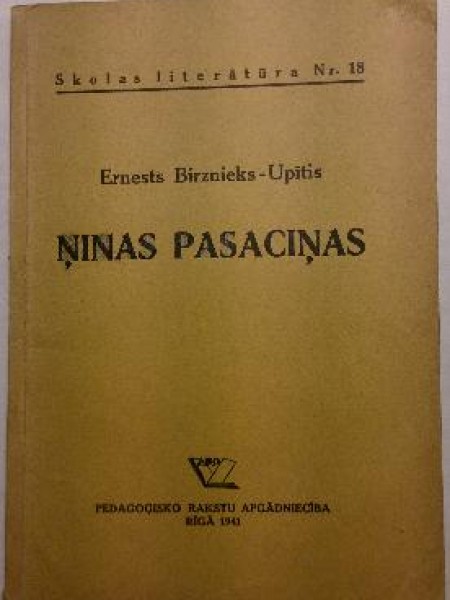 Skolas literātūra Nr. 18
Ernests Birznieks-Upītis
ŅINAS PASACIŅAS
PEDAGOĢISKO RAKSTU APGĀDNIECĪBA
RĪGĀ 1941